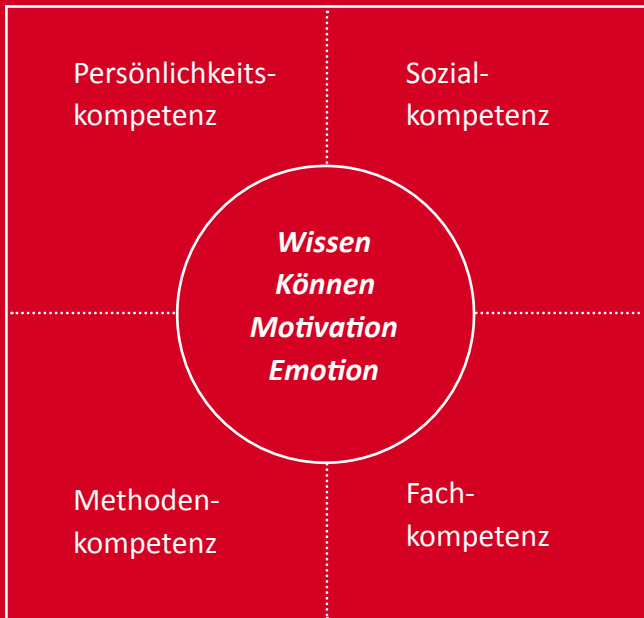 Persönlichkeits-
kompetenz
Sozial-
kompetenz
Wissen
Können
Motivation
Emotion
Methoden-
kompetenz
Fach-
kompetenz